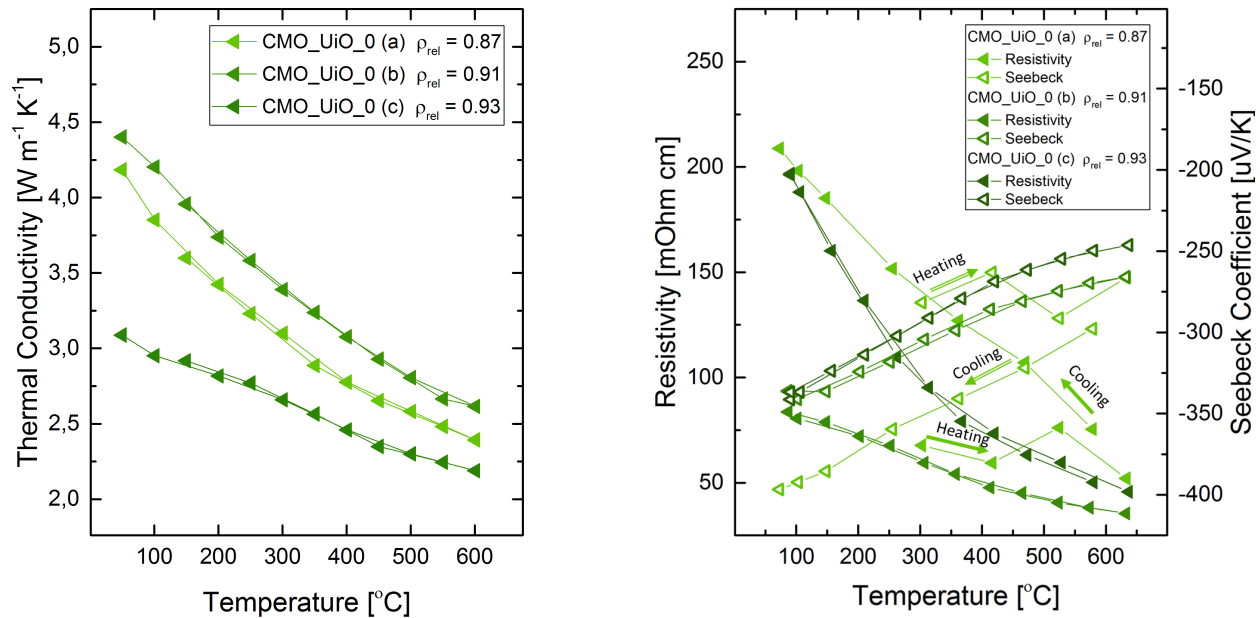 5,0
4,5
4,0
3,5
3,0
2,5
2,0
Thermal Conductivity [W m⁻¹ K⁻¹]
CMO_UiO_0 (a) ρrel = 0.87
CMO_UiO_0 (b) ρrel = 0.91
CMO_UiO_0 (c) ρrel = 0.93
100 200 300 400 500 600
Temperature [°C]
250
200
150
100
50
Resistivity [mOhm cm]
CMO_UiO_0 (a) ρrel = 0.87
Resistivity
Seebeck
CMO_UiO_0 (b) ρrel = 0.91
Resistivity
Seebeck
CMO_UiO_0 (c) ρrel = 0.93
Resistivity
Seebeck
Heating
Cooling
Cooling
Heating
-150
-200
-250
-300
-350
-400
Seebeck Coefficient [uV/K]
100 200 300 400 500 600
Temperature [°C]